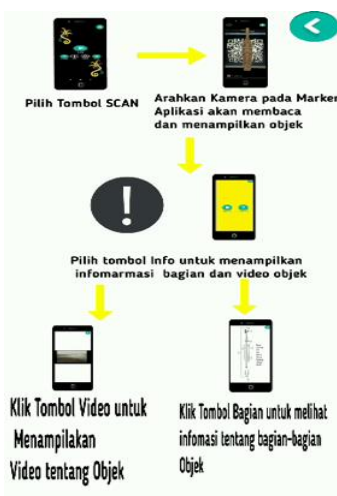 Pilih Tombol SCAN
Arahkan Kamera pada Marker
Aplikasi akan membaca
dan menampilkan objek
!
Pilih tombol Info untuk menampilkan
infomarmasi bagian dan video objek
Klik Tombol Video untuk
Menampilakan
Video tentang Objek
Klik Tombol Bagian untuk melihat
infomasi tentang bagian-bagian
Objek